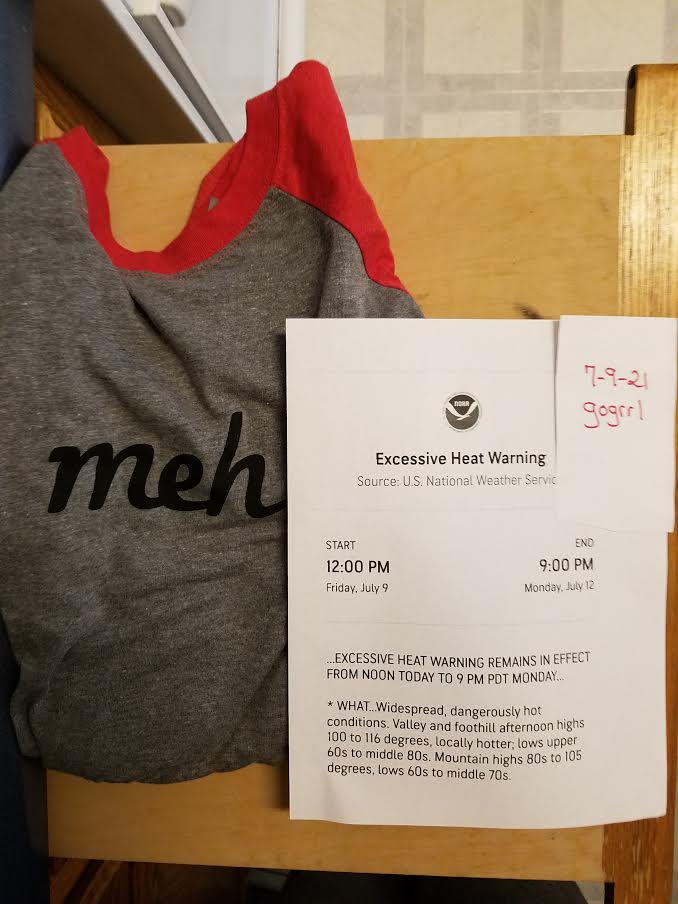 meh
7-9-21
gogrrl
NOAA
Excessive Heat Warning
Source: U.S. National Weather Servic
START
END
12:00 PM
9:00 PM
Friday, July 9
Monday, July 12
...EXCESSIVE HEAT WARNING REMAINS IN EFFECT
FROM NOON TODAY TO 9 PM PDT MONDAY...
* WHAT...Widespread, dangerously hot
conditions. Valley and foothill afternoon highs
100 to 116 degrees, locally hotter; lows upper
60s to middle 80s. Mountain highs 80s to 105
degrees, lows 60s to middle 70s.